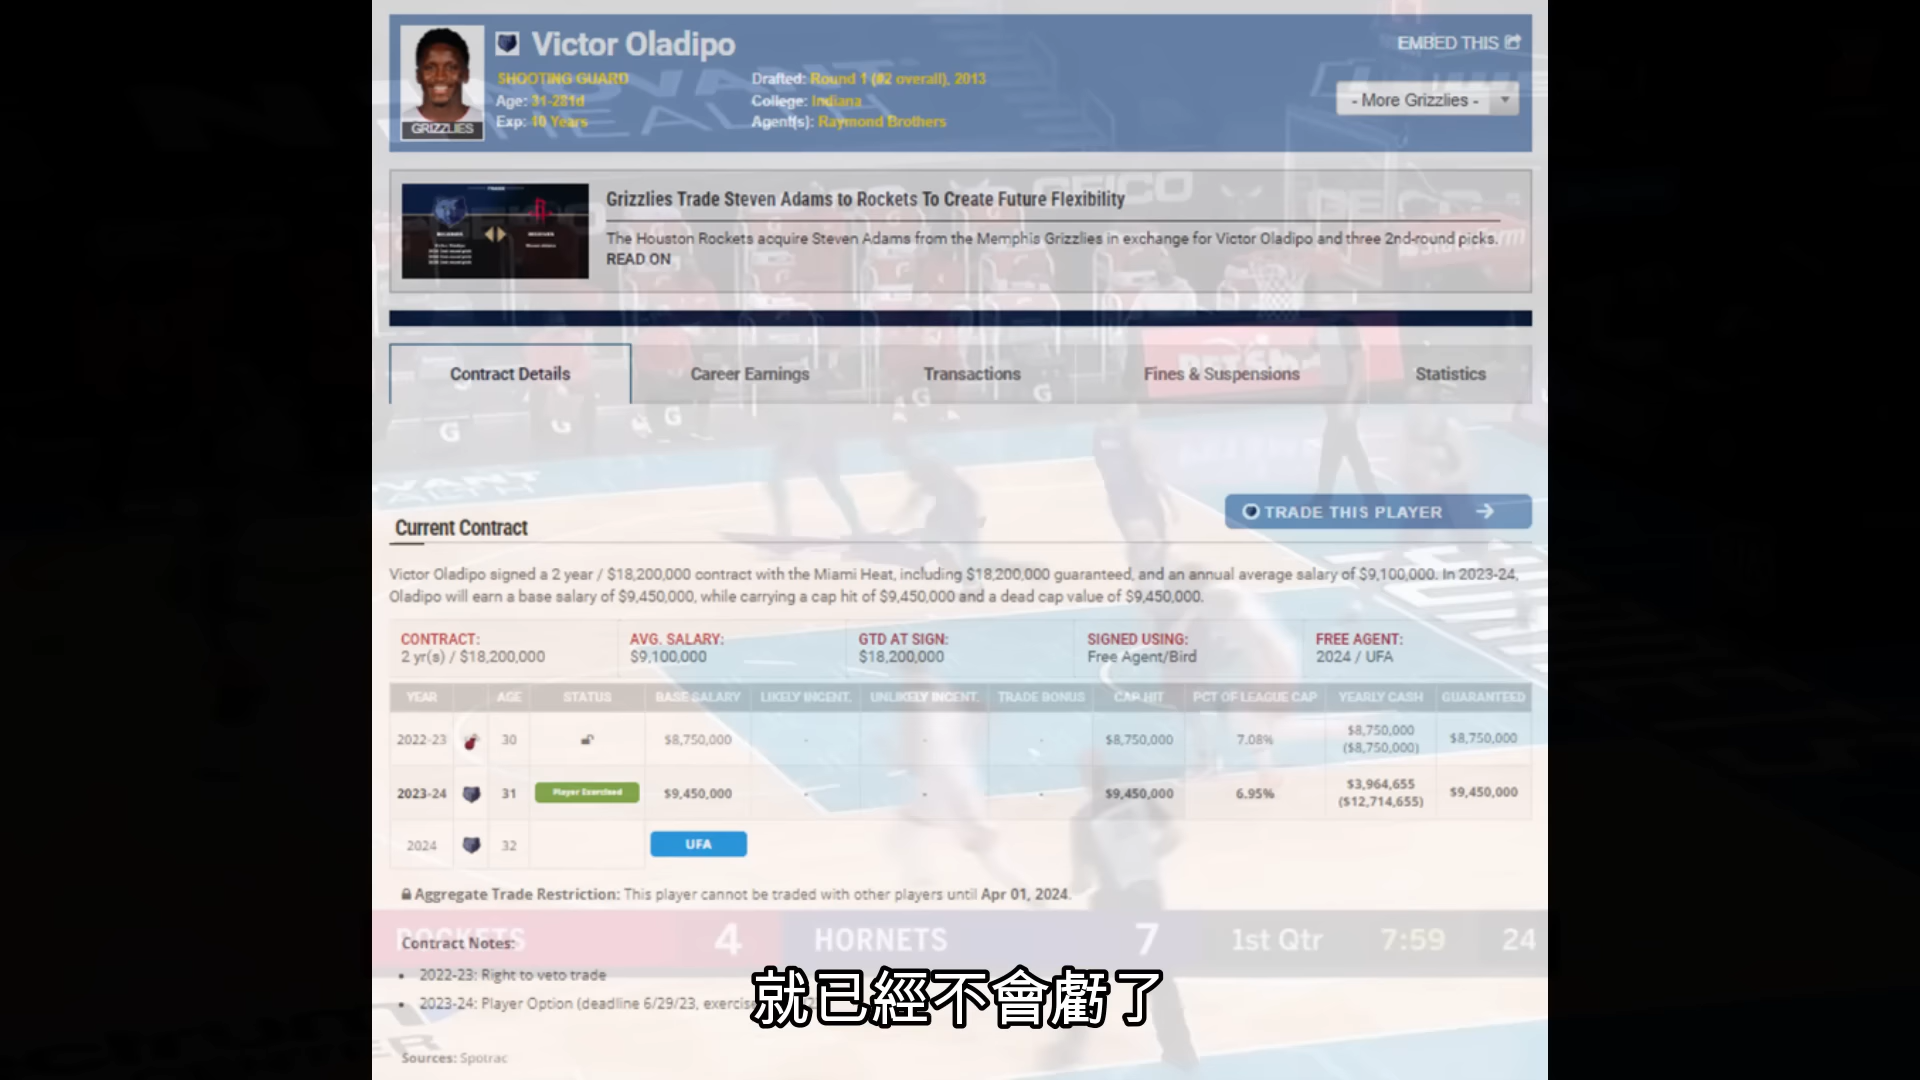 Victor Oladipo
EMBED THIS
SHOOTING GUARD
Age: 31-281d
Exp: 10 Years
Drafted: Round 1 (#2 overall), 2013
College: Indiana
Agent(s): Raymond Brothers
- More Grizzlies -
GRIZZLIES
GEICO
Grizzlies Trade Steven Adams to Rockets To Create Future Flexibility
The Houston Rockets acquire Steven Adams from the Memphis Grizzlies in exchange for Victor Oladipo and three 2nd-round picks.
READ ON
Contract Details
Career Earnings
Transactions
Fines & Suspensions
Statistics
TRADE THIS PLAYER
Current Contract
Victor Oladipo signed a 2 year / $18,200,000 contract with the Miami Heat, including $18,200,000 guaranteed, and an annual average salary of $9,100,000. In 2023-24,
Oladipo will earn a base salary of $9,450,000, while carrying a cap hit of $9,450,000 and a dead cap value of $9,450,000.
CONTRACT: AVG. SALARY: GTD AT SIGN: SIGNED USING: FREE AGENT:
2 yr(s) / $18,200,000 $9,100,000 $18,200,000 Free Agent/Bird 2024 / UFA
YEAR AGE STATUS BASE SALARY LIKELY INCENT. UNLIKELY INCENT. TRADE BONUS CAP HIT PCT OF LEAGUE CAP YEARLY CASH GUARANTEED
2022-23 30 $8,750,000 - - - $8,750,000 7.08% $8,750,000 ($8,750,000) $8,750,000
2023-24 31 Player Exercised $9,450,000 - - - $9,450,000 6.95% $3,964,655 ($12,714,655) $9,450,000
2024 32 UFA
Aggregate Trade Restriction: This player cannot be traded with other players until Apr 01, 2024.
ROCKETS 4 HORNETS 7 1st Qtr 7:59 24
Contract Notes:
2022-23: Right to veto trade
2023-24: Player Option (deadline 6/29/23,
就已經不會虧了
Sources: Spotrac